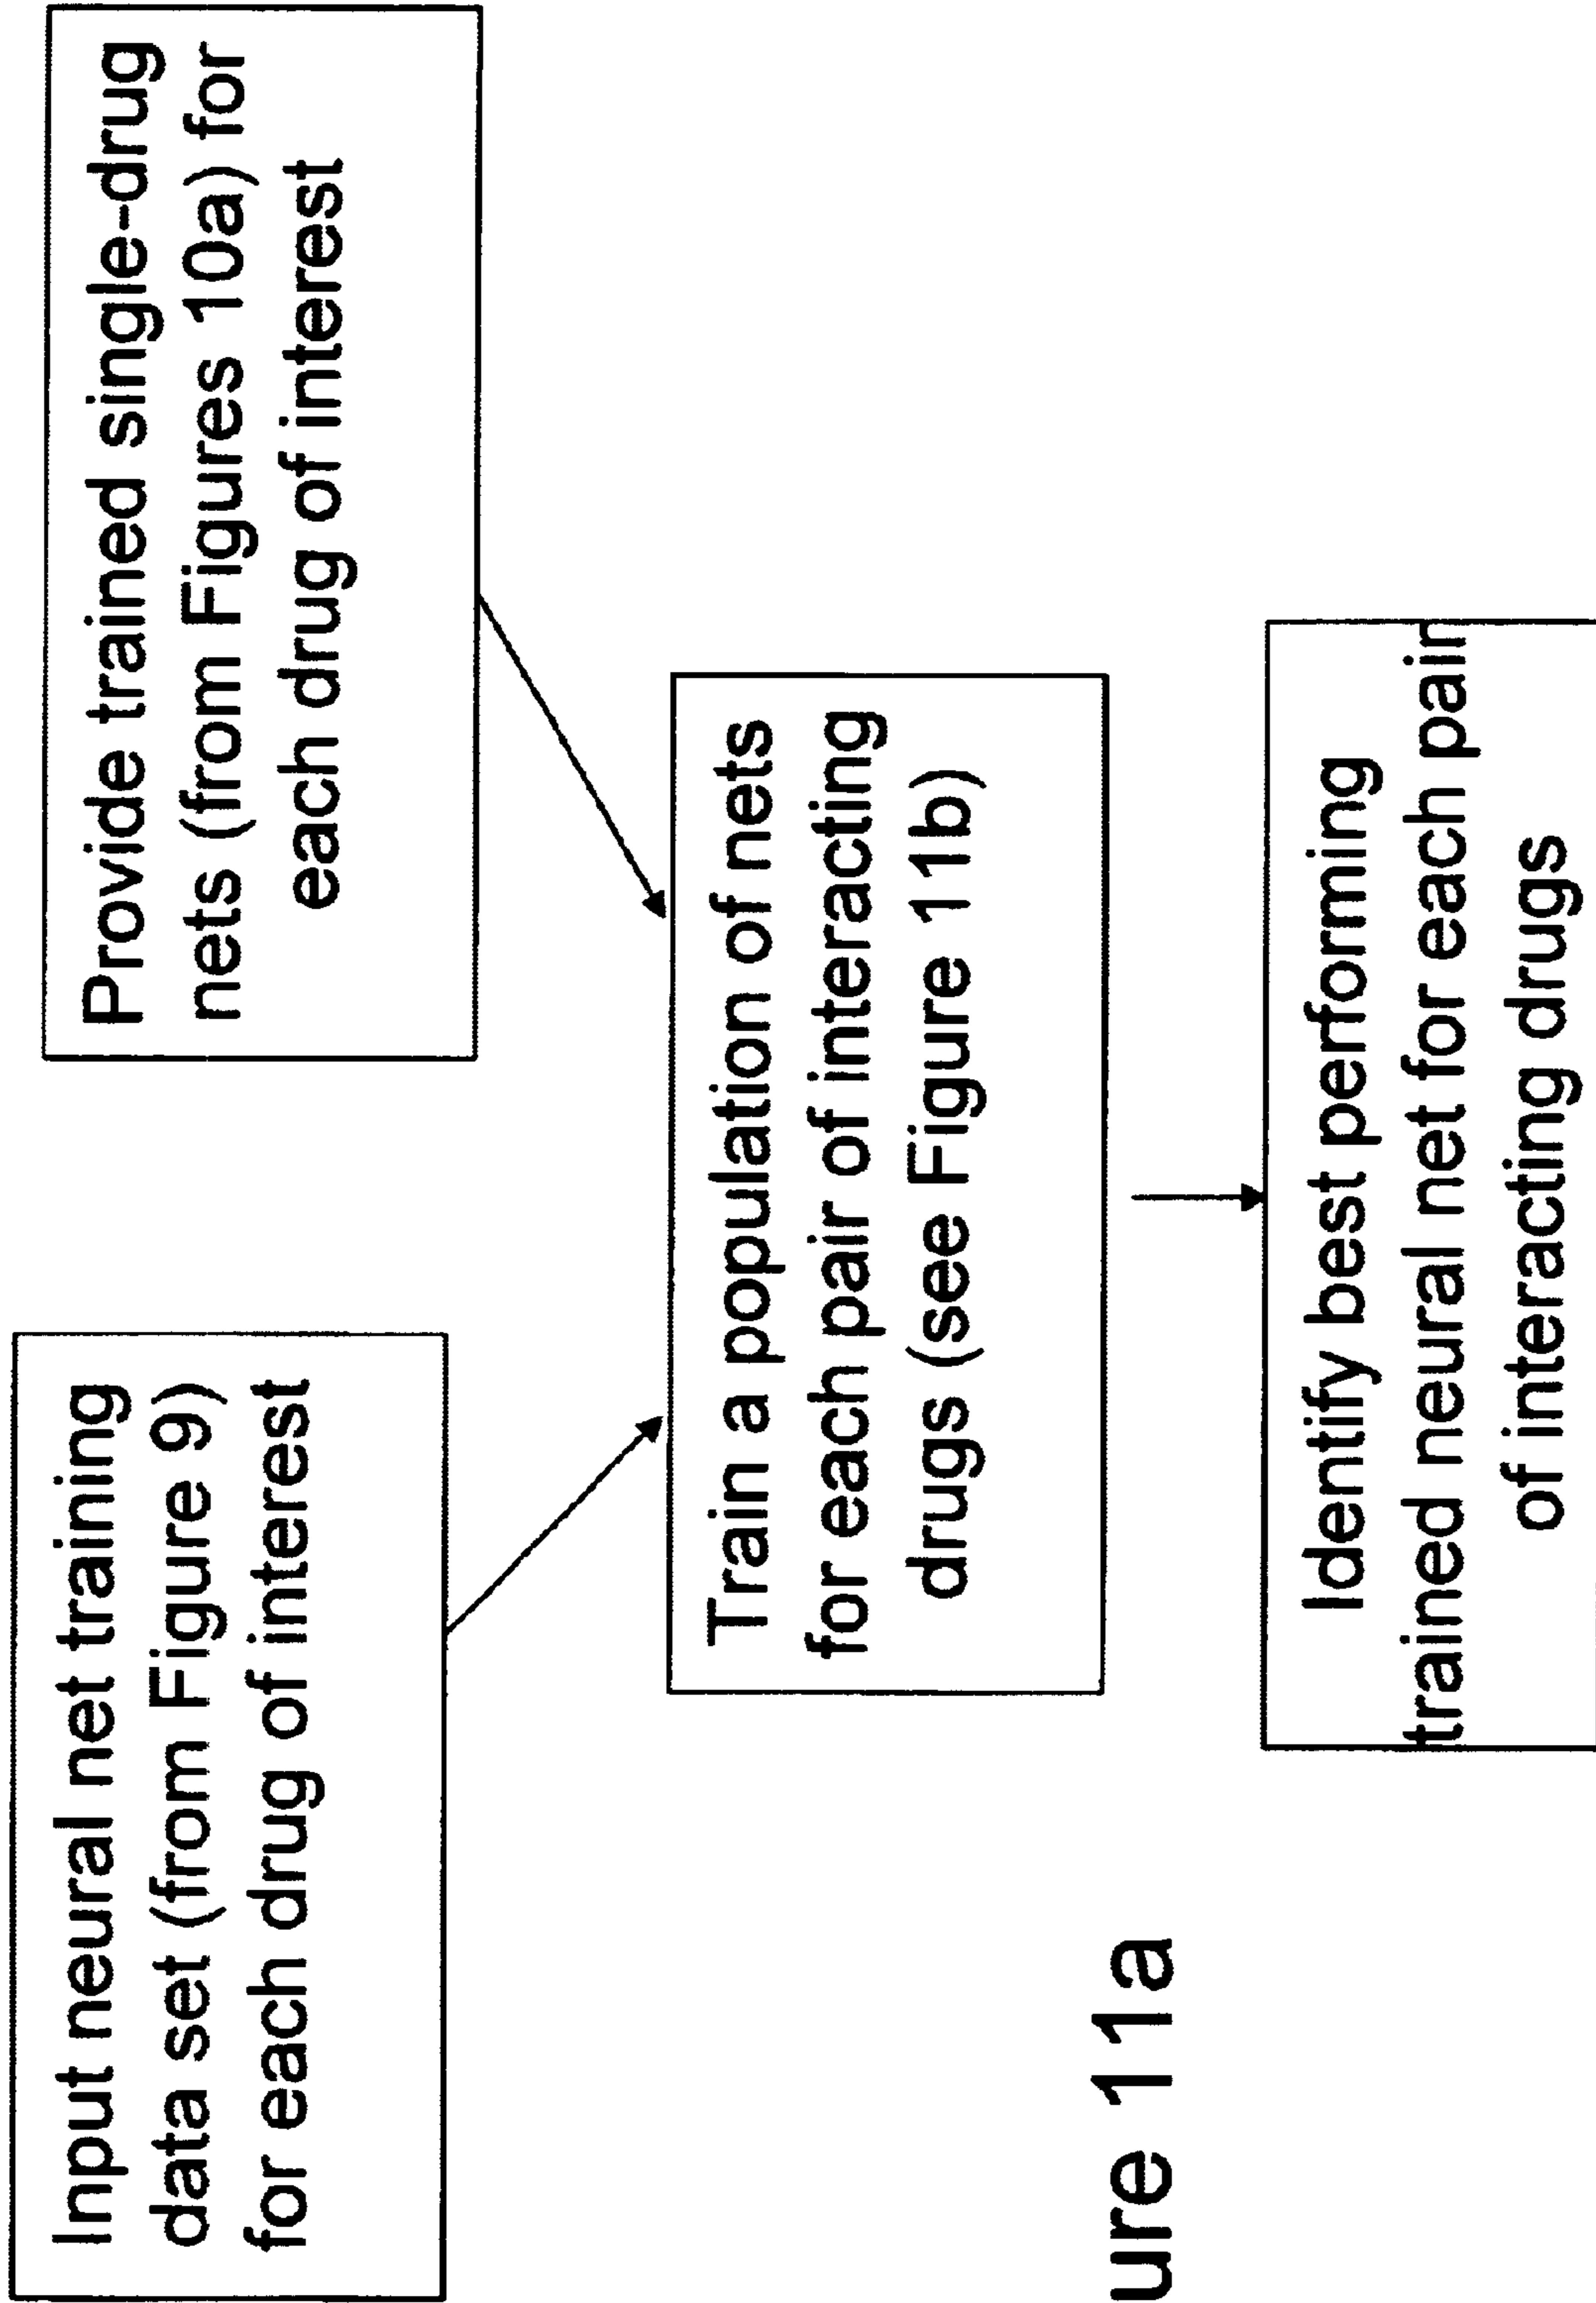 Input neural net training
data set (from Figure 9)
for each drug of interest
Provide trained single-drug
nets (from Figures 10a) for
each drug of interest
Train a population of nets
for each pair of interacting
drugs (see Figure 11b)
ure 11a
Identify best performing
trained neural net for each pair
of interacting drugs